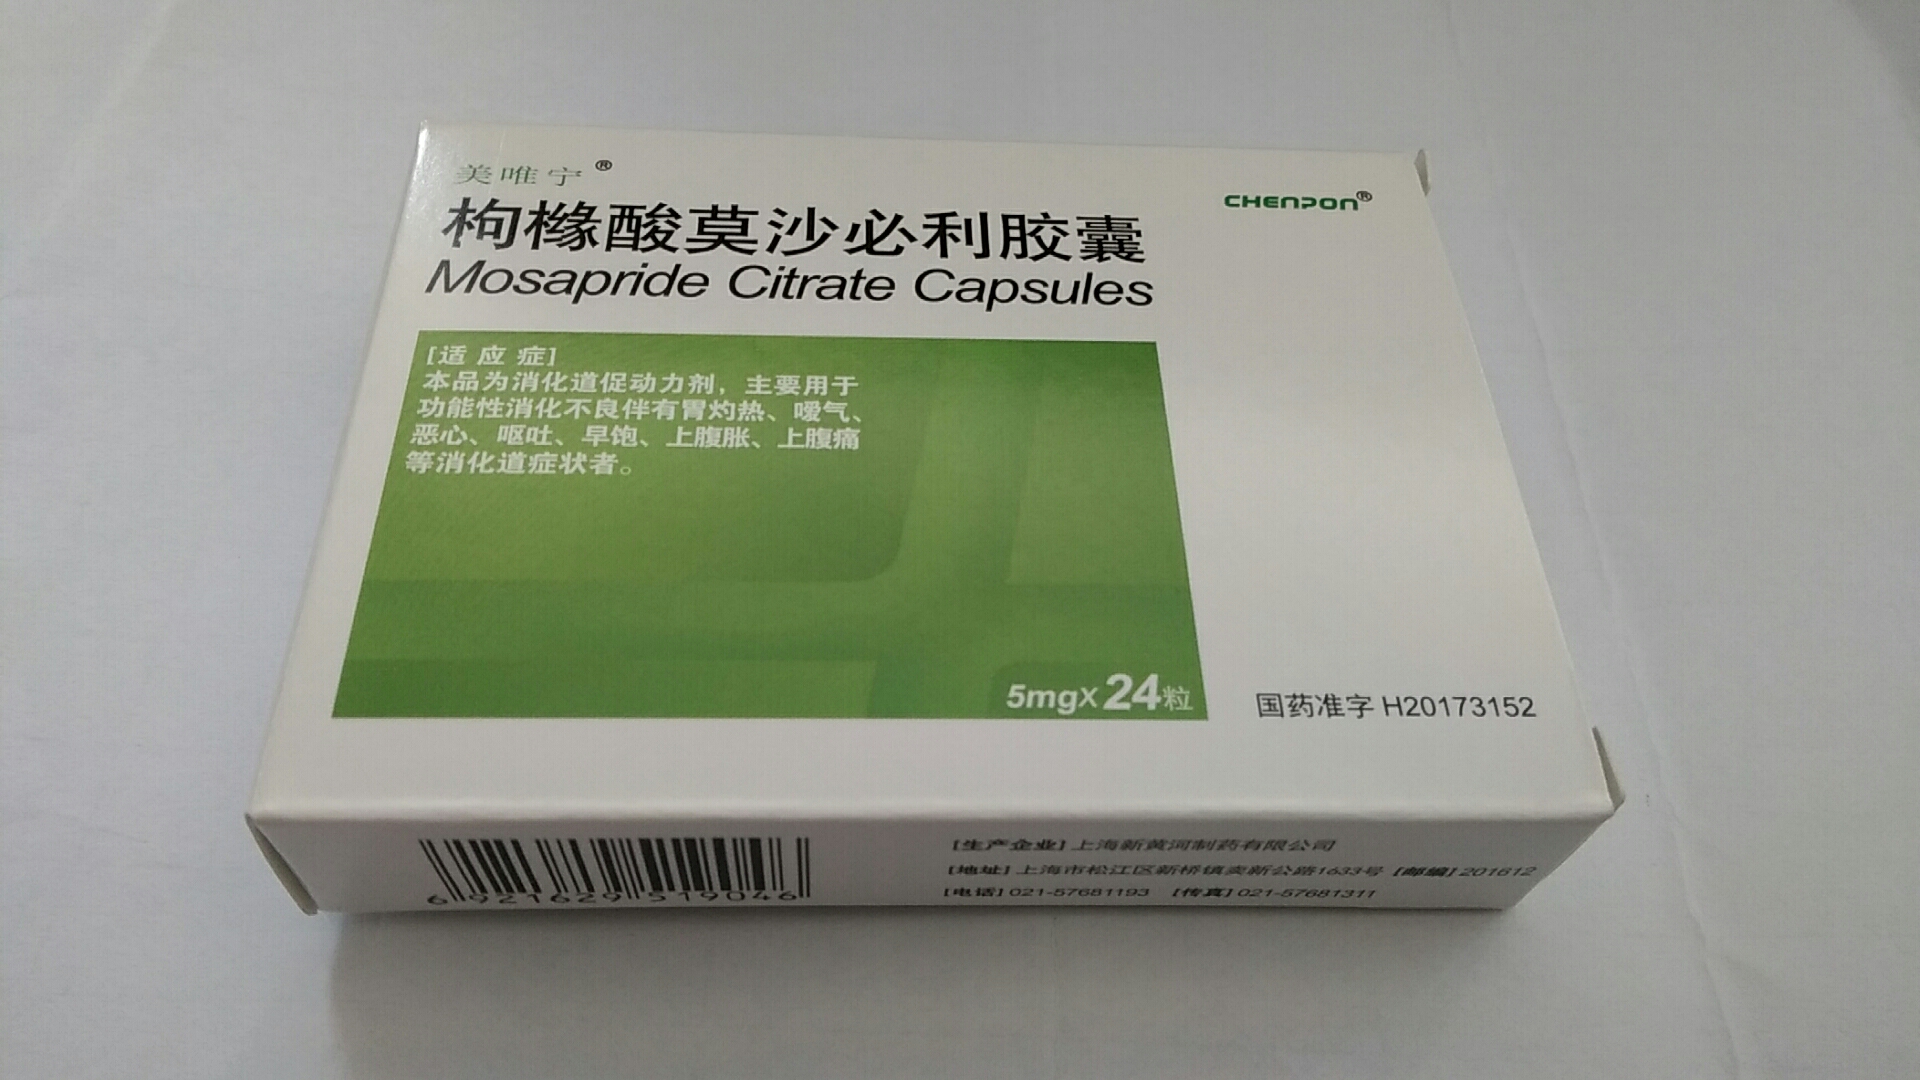 美唯宁®
CHENPON®
枸橼酸莫沙必利胶囊
Mosapride Citrate Capsules
[适 应 症]
本品为消化道促动力剂，主要用于
功能性消化不良伴有胃灼热、嗳气、
恶心、呕吐、早饱、上腹胀、上腹痛
等消化道症状者。
5mgX24粒
国药准字 H20173152
[生产企业] 上海新黄河制药有限公司
[地址] 上海市松江区新桥镇卖新公路1633号 [邮编] 201612
[电话] 021-57681193 [传真] 021-57681311
6 921629 519046